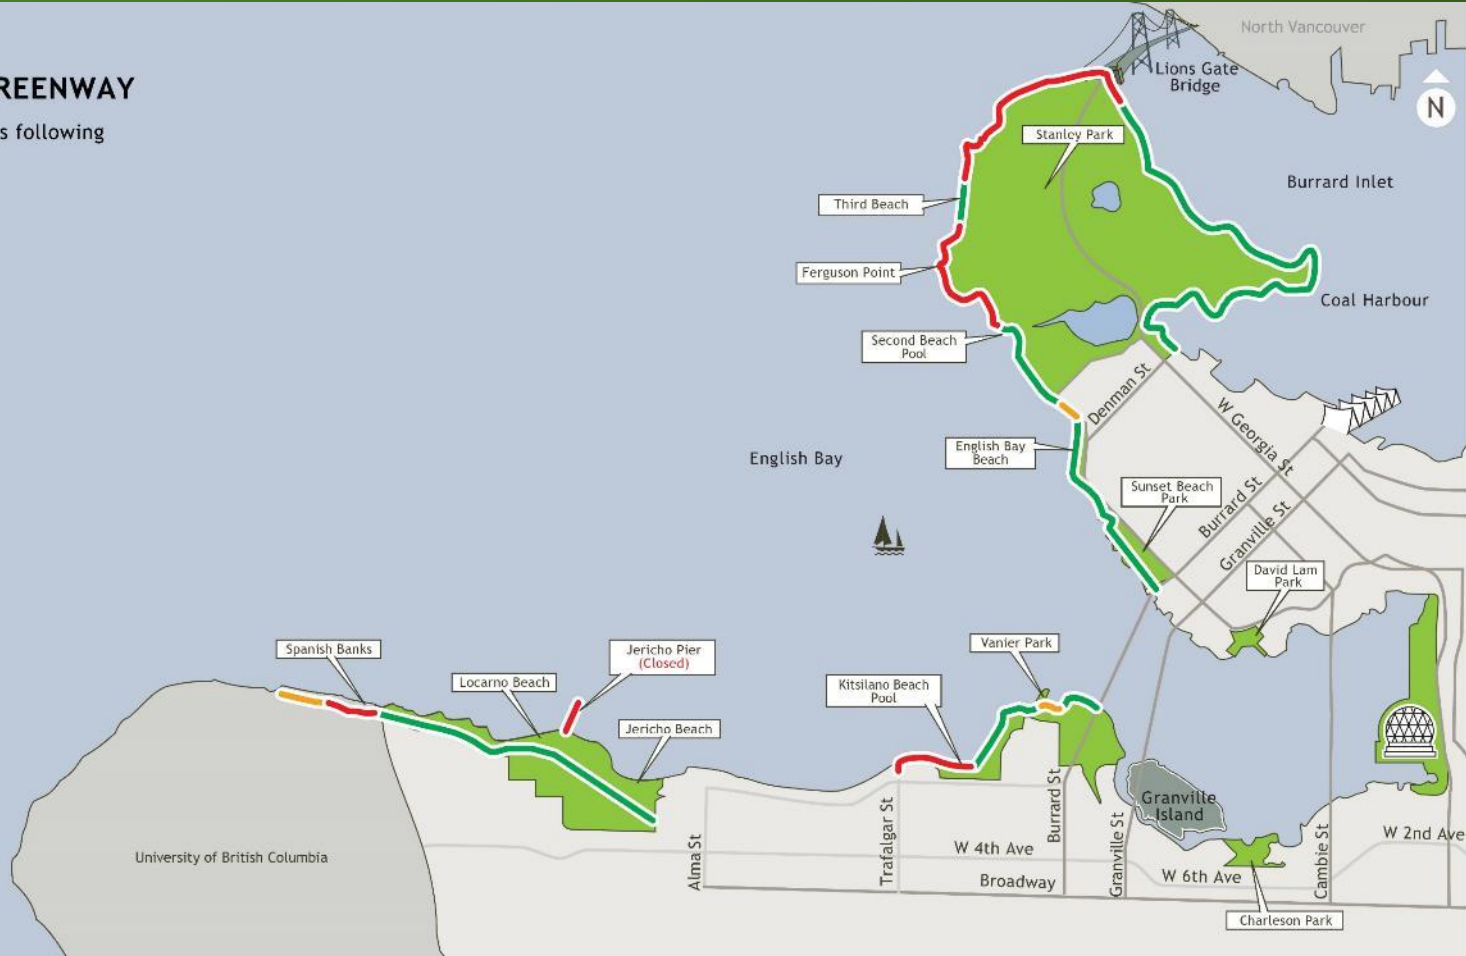 REENWAY
s following
North Vancouver
Lions Gate
Bridge
N
Stanley Park
Burrard Inlet
Third Beach
Ferguson Point
Coal Harbour
Second Beach
Pool
Denman St
W Georgia St
English Bay
English Bay
Beach
Sunset Beach
Park
Burrard St
Granville St
David Lam
Park
Spanish Banks
Jericho Pier
(Closed)
Vanier Park
Locarno Beach
Kitsilano Beach
Pool
Jericho Beach
Granville
Island
University of British Columbia
Alma St
Trafalgar St
Burrard St
Granville St
Cambie St
W 4th Ave
W 2nd Ave
Broadway
W 6th Ave
Charleson Park